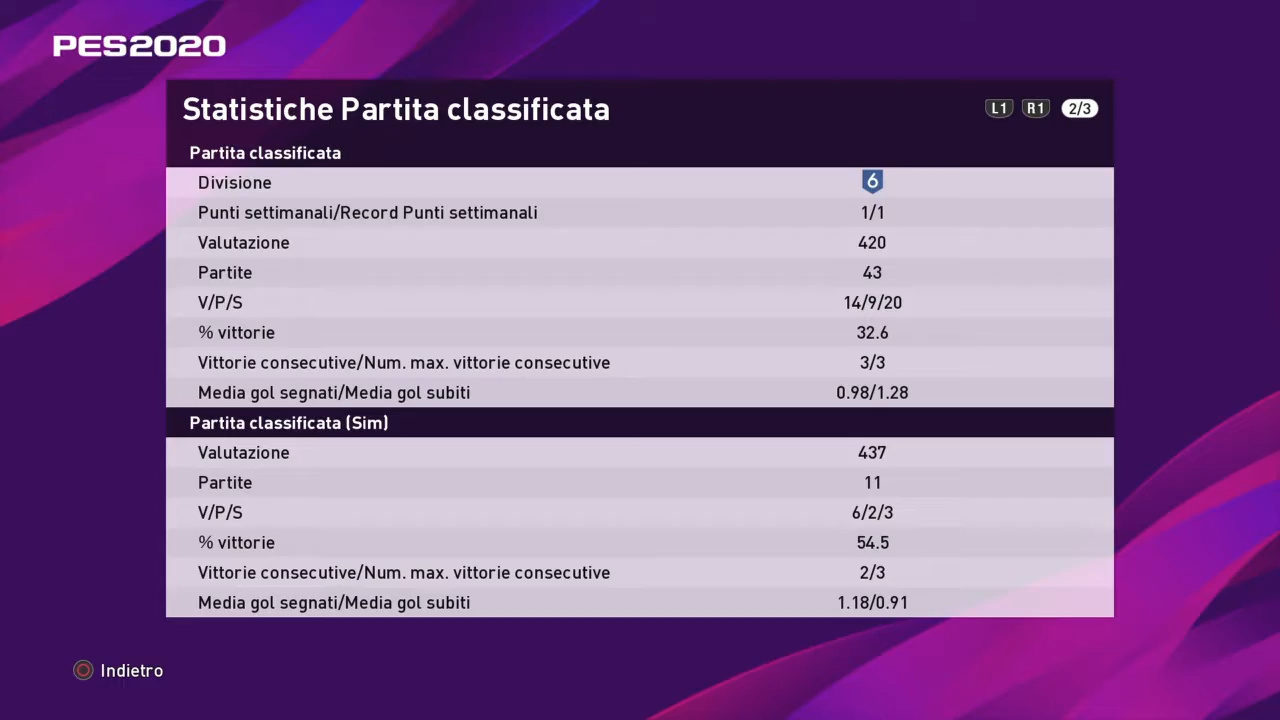 PES2020
Statistiche Partita classificata L1 R1 2/3
Partita classificata
Divisione 6
Punti settimanali/Record Punti settimanali 1/1
Valutazione 420
Partite 43
V/P/S 14/9/20
% vittorie 32.6
Vittorie consecutive/Num. max. vittorie consecutive 3/3
Media gol segnati/Media gol subiti 0.98/1.28
Partita classificata (Sim)
Valutazione 437
Partite 11
V/P/S 6/2/3
% vittorie 54.5
Vittorie consecutive/Num. max. vittorie consecutive 2/3
Media gol segnati/Media gol subiti 1.18/0.91
Indietro